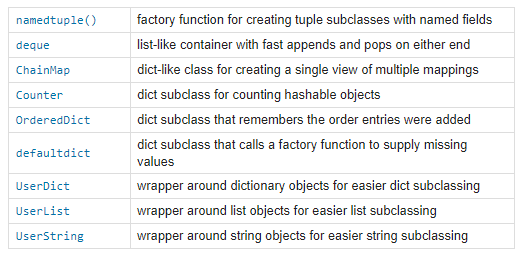 namedtuple() factory function for creating tuple subclasses with named fields
deque list-like container with fast appends and pops on either end
ChainMap dict-like class for creating a single view of multiple mappings
Counter dict subclass for counting hashable objects
OrderedDict dict subclass that remembers the order entries were added
defaultdict dict subclass that calls a factory function to supply missing
values
UserDict wrapper around dictionary objects for easier dict subclassing
UserList wrapper around list objects for easier list subclassing
UserString wrapper around string objects for easier string subclassing